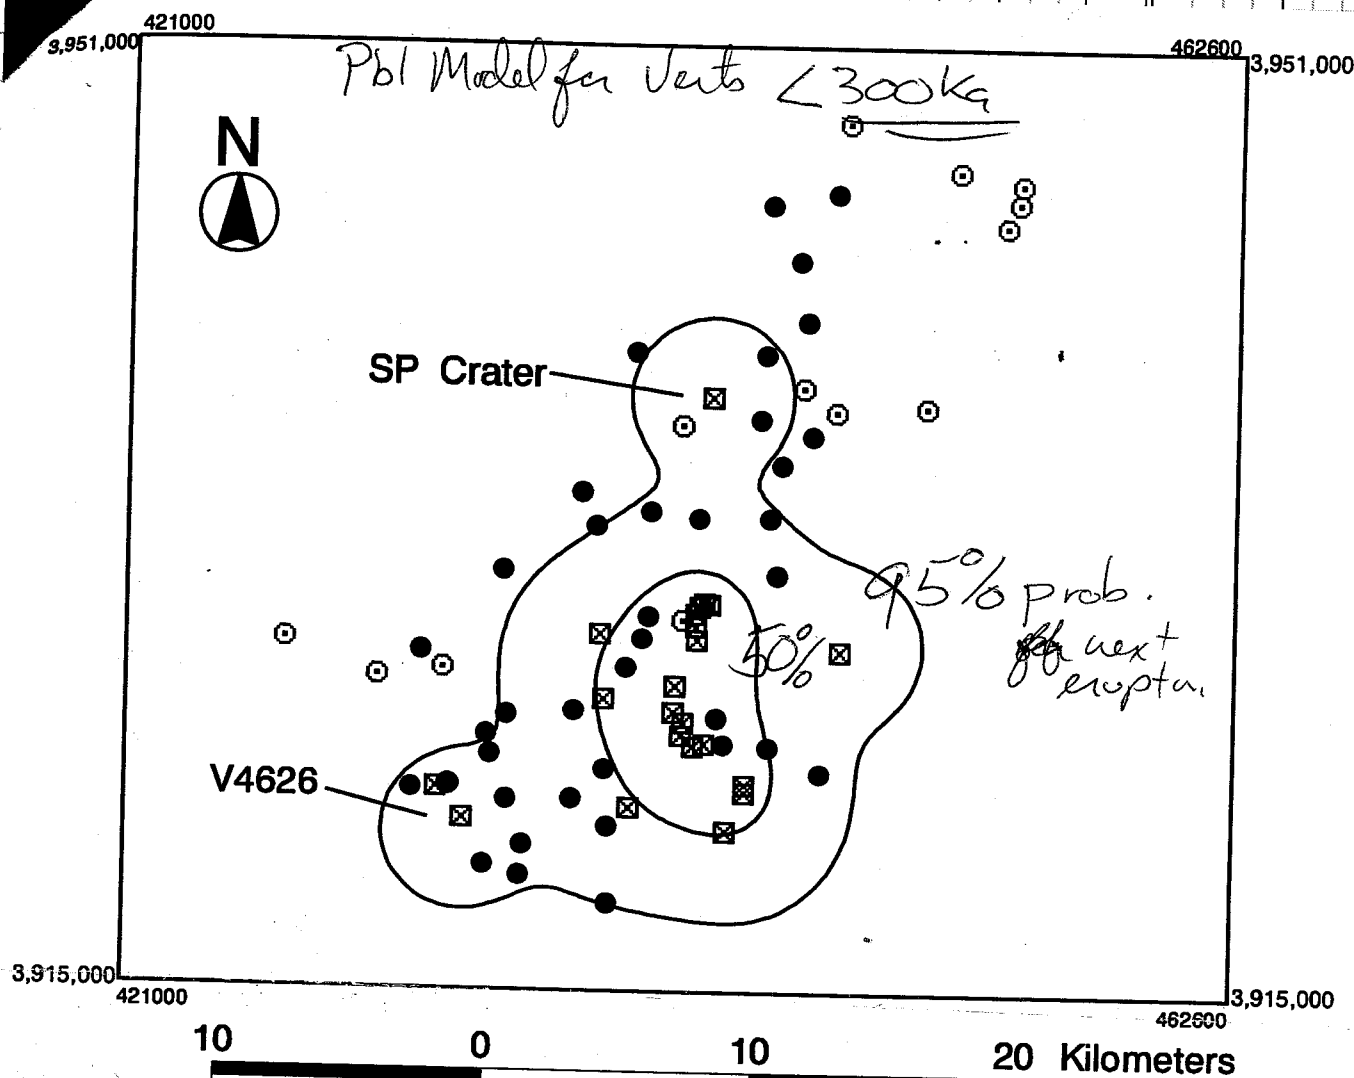 421000
3,951,000
462600
3,951,000
Pbl Model for Vents < 300Ka
N
SP Crater
95% prob.
next
eruptn.
50%
V4626
3,915,000
421000
3,915,000
462600
10 0 10 20 Kilometers